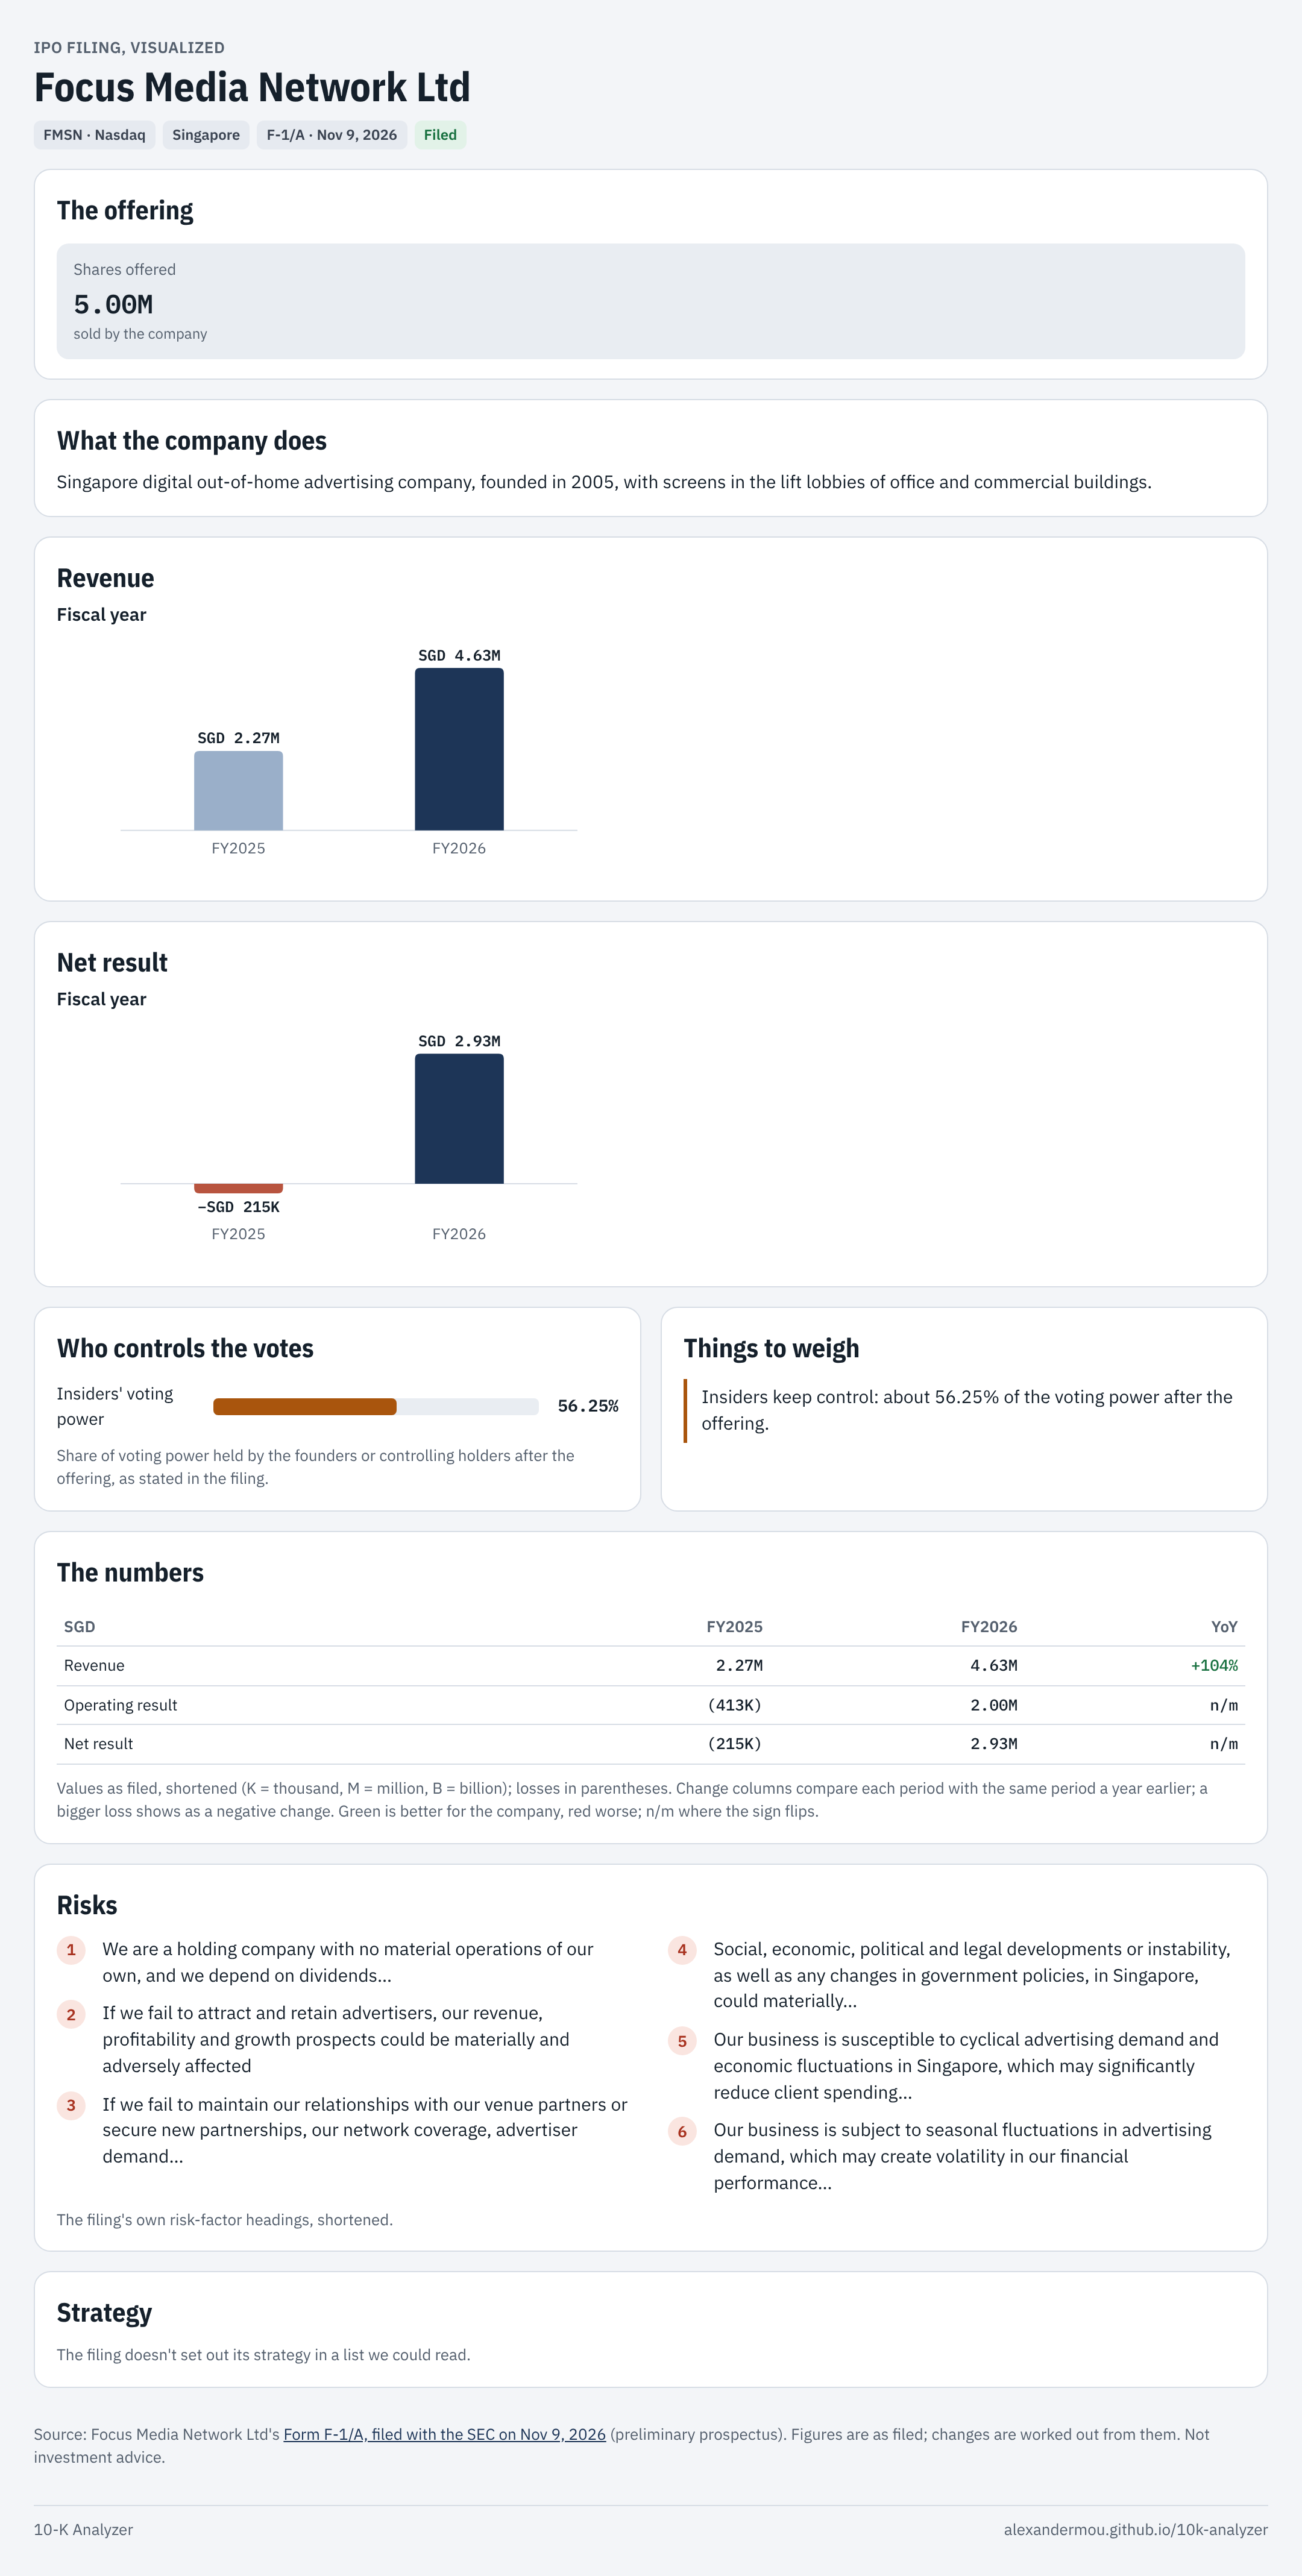 IPO FILING, VISUALIZED
Focus Media Network Ltd
FMSN · Nasdaq
Singapore
F-1/A · Nov 9, 2026
Filed
The offering
Shares offered
5.00M
sold by the company
What the company does
Singapore digital out-of-home advertising company, founded in 2005, with screens in the lift lobbies of office and commercial buildings.
Revenue
Fiscal year
SGD 4.63M
SGD 2.27M
FY2025
FY2026
Net result
Fiscal year
SGD 2.93M
−SGD 215K
FY2025
FY2026
Who controls the votes
Insiders' voting
power
56.25%
Share of voting power held by the founders or controlling holders after the
offering, as stated in the filing.
Things to weigh
Insiders keep control: about 56.25% of the voting power after the
offering.
The numbers
SGD FY2025 FY2026 YoY
Revenue 2.27M 4.63M +104%
Operating result (413K) 2.00M n/m
Net result (215K) 2.93M n/m
Values as filed, shortened (K = thousand, M = million, B = billion); losses in parentheses. Change columns compare each period with the same period a year earlier; a
bigger loss shows as a negative change. Green is better for the company, red worse; n/m where the sign flips.
Risks
1 We are a holding company with no material operations of our
own, and we depend on dividends…
2 If we fail to attract and retain advertisers, our revenue,
profitability and growth prospects could be materially and
adversely affected
3 If we fail to maintain our relationships with our venue partners or
secure new partnerships, our network coverage, advertiser
demand…
4 Social, economic, political and legal developments or instability,
as well as any changes in government policies, in Singapore,
could materially…
5 Our business is susceptible to cyclical advertising demand and
economic fluctuations in Singapore, which may significantly
reduce client spending…
6 Our business is subject to seasonal fluctuations in advertising
demand, which may create volatility in our financial
performance…
The filing's own risk-factor headings, shortened.
Strategy
The filing doesn't set out its strategy in a list we could read.
Source: Focus Media Network Ltd's Form F-1/A, filed with the SEC on Nov 9, 2026 (preliminary prospectus). Figures are as filed; changes are worked out from them. Not
investment advice.
10-K Analyzer
alexandermou.github.io/10k-analyzer